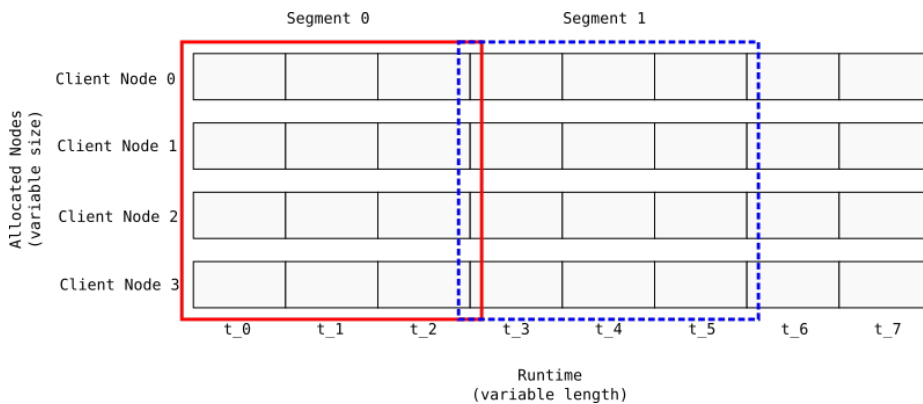 Segment 0
Segment 1
Allocated Nodes
(variable size)
Client Node 0
Client Node 1
Client Node 2
Client Node 3
t_0
t_1
t_2
t_3
t_4
t_5
t_6
t_7
Runtime
(variable length)